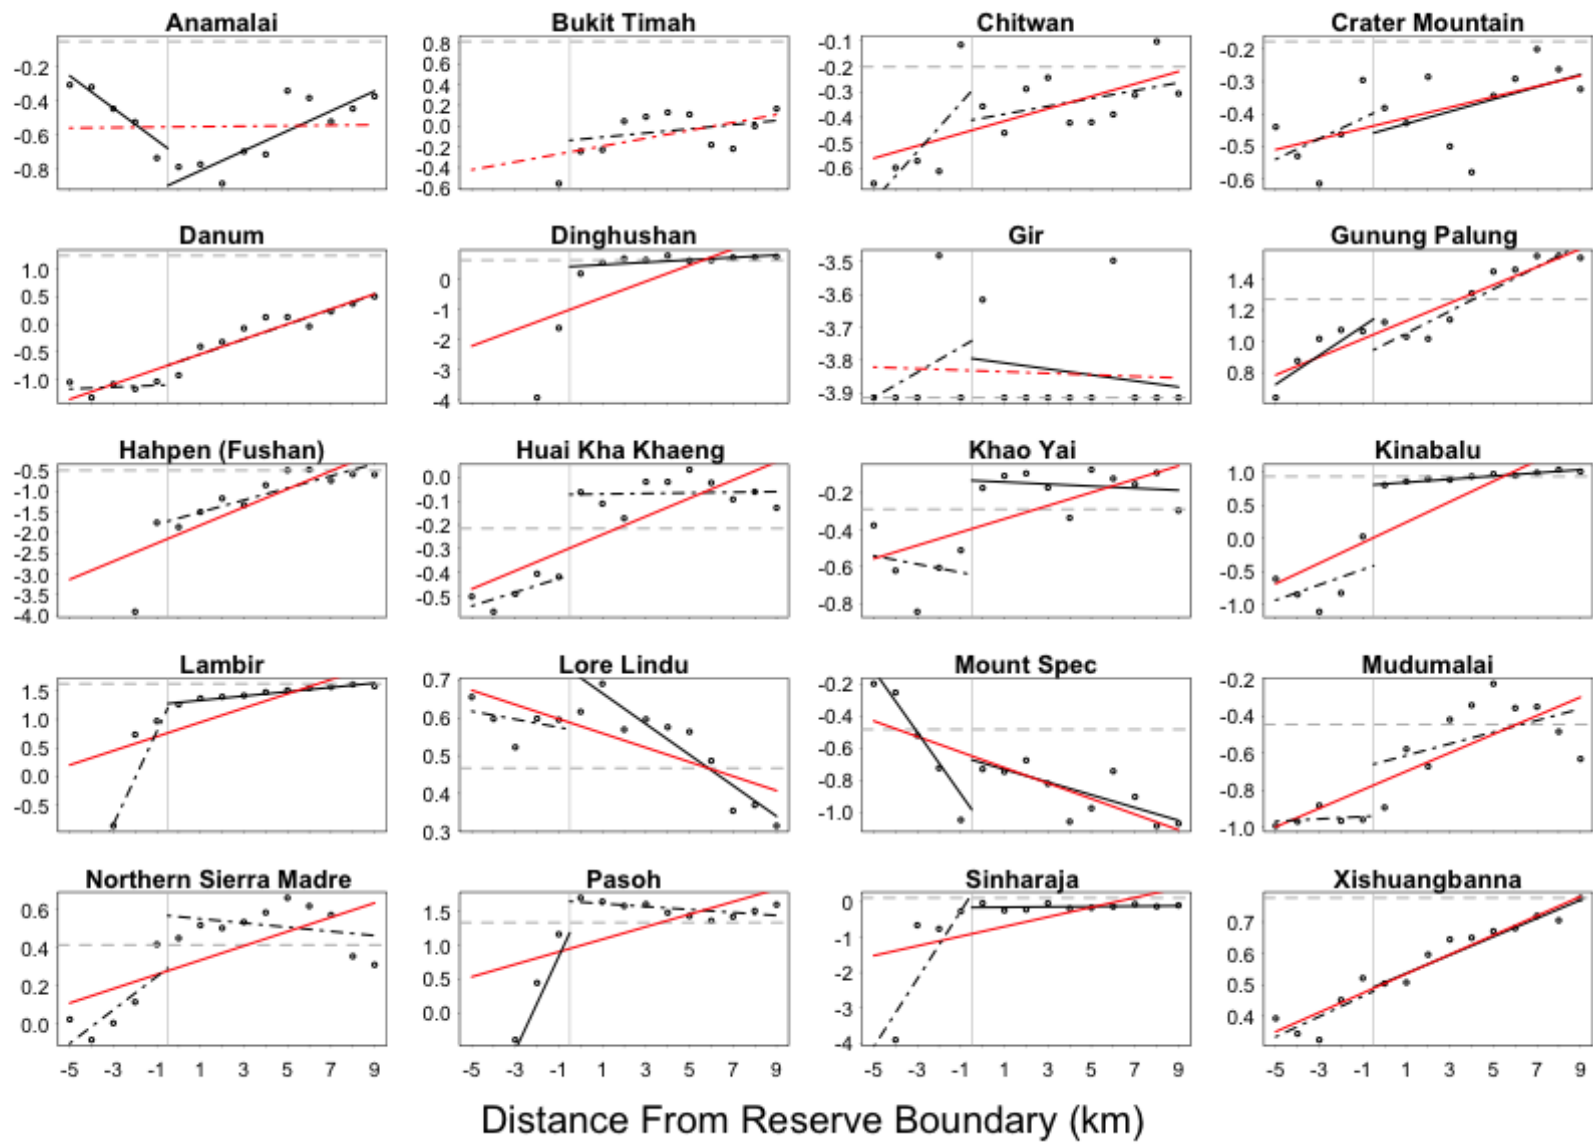 Anamalai Bukit Timah Chitwan Crater Mountain
-0.2 -0.4 -0.6 -0.8
0.8 0.6 0.4 0.2 0.0 -0.2 -0.4 -0.6
-0.1 -0.2 -0.3 -0.4 -0.5 -0.6
-0.2 -0.3 -0.4 -0.5 -0.6
Danum Dinghushan Gir Gunung Palung
1.0 0.5 0.0 -0.5 -1.0
0 -1 -2 -3 -4
-3.5 -3.6 -3.7 -3.8 -3.9
1.4 1.2 1.0 0.8
Hahpen (Fushan) Huai Kha Khaeng Khao Yai Kinabalu
-0.5 -1.0 -1.5 -2.0 -2.5 -3.0 -3.5 -4.0
0.0 -0.1 -0.2 -0.3 -0.4 -0.5
-0.2 -0.4 -0.6 -0.8
1.0 0.5 0.0 -0.5 -1.0
Lambir Lore Lindu Mount Spec Mudumalai
1.5 1.0 0.5 0.0 -0.5
0.7 0.6 0.5 0.4 0.3
-0.2 -0.4 -0.6 -0.8 -1.0
-0.2 -0.4 -0.6 -0.8 -1.0
Northern Sierra Madre Pasoh Sinharaja Xishuangbanna
0.6 0.4 0.2 0.0
1.5 1.0 0.5 0.0
0 -1 -2 -3 -4
0.7 0.6 0.5 0.4
-5 -3 -1 1 3 5 7 9 -5 -3 -1 1 3 5 7 9 -5 -3 -1 1 3 5 7 9 -5 -3 -1 1 3 5 7 9
Distance From Reserve Boundary (km)